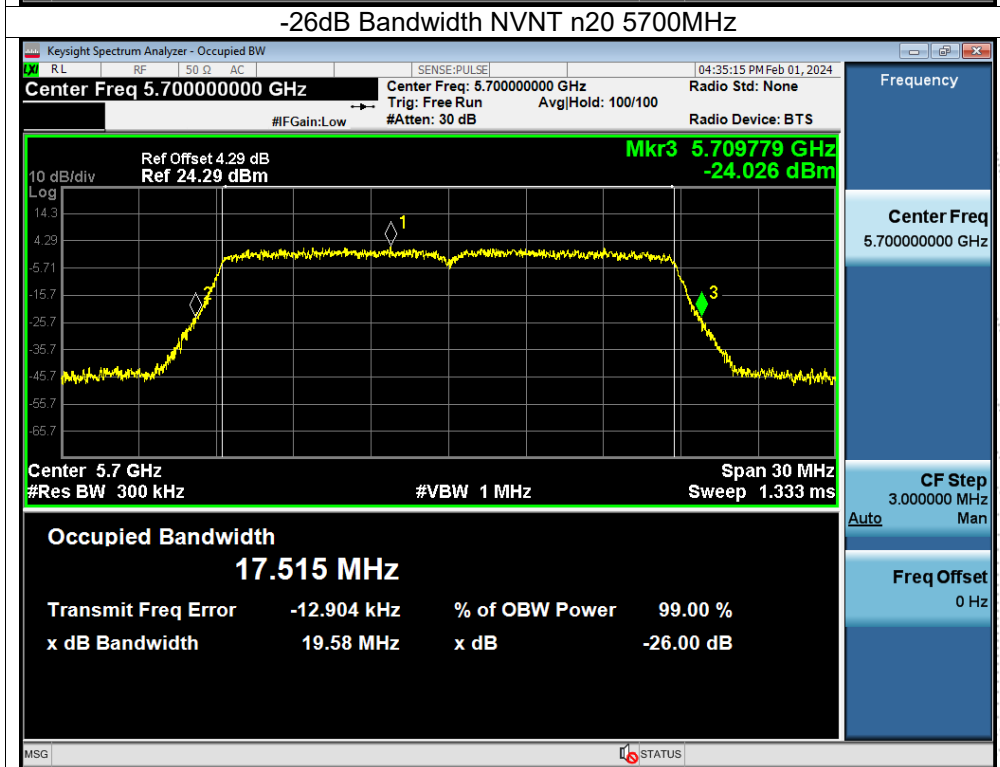 -26dB Bandwidth NVNT n20 5700MHz
Keysight Spectrum Analyzer - Occupied BW
LXI RL RF 50 Ω AC SENSE:PULSE 04:35:15 PM Feb 01, 2024
Center Freq 5.700000000 GHz
Center Freq: 5.700000000 GHz
Radio Std: None
Trig: Free Run Avg|Hold: 100/100
#IFGain:Low #Atten: 30 dB Radio Device: BTS
Frequency
Mkr3 5.709779 GHz
-24.026 dBm
Ref Offset 4.29 dB
10 dB/div Ref 24.29 dBm
Log
14.3
4.29
-5.71
-15.7
-25.7
-35.7
-45.7
-55.7
-65.7
1
2
3
Center 5.7 GHz Span 30 MHz
#Res BW 300 kHz #VBW 1 MHz Sweep 1.333 ms
Occupied Bandwidth
17.515 MHz
Transmit Freq Error -12.904 kHz % of OBW Power 99.00 %
x dB Bandwidth 19.58 MHz x dB -26.00 dB
Center Freq
5.700000000 GHz
CF Step
3.000000 MHz
Auto Man
Freq Offset
0 Hz
MSG STATUS